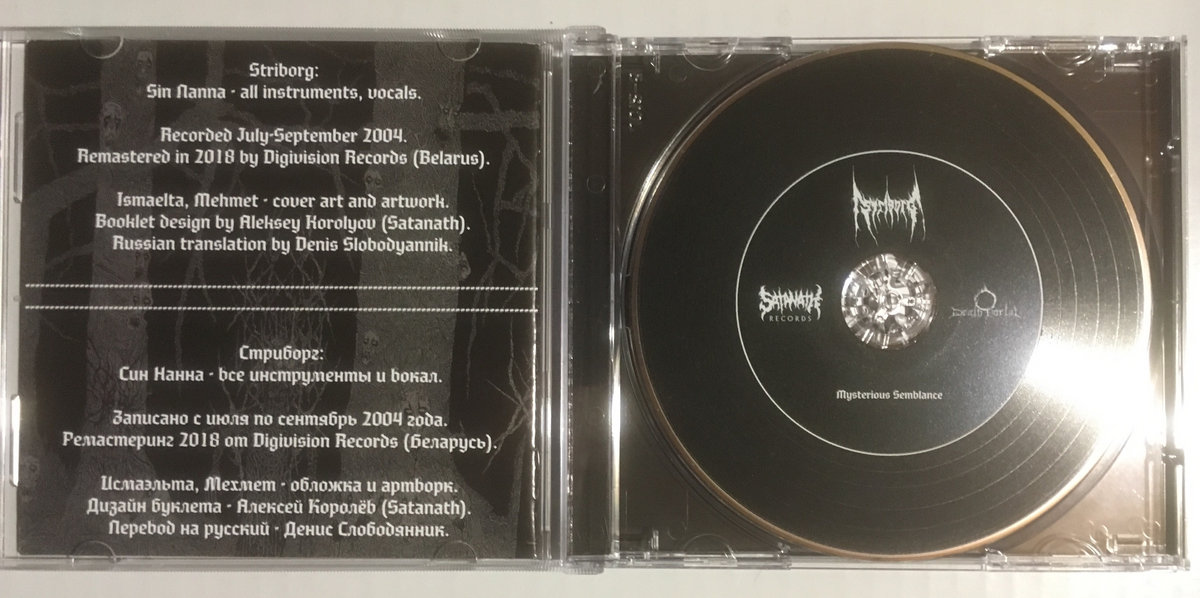 Striborg:
Sin Nanna - all instruments, vocals.
Recorded July-September 2004.
Remastered in 2018 by Digivision Records (Belarus).
Ismaelta, Mehmet - cover art and artwork.
Booklet design by Aleksey Korolyov (Satanath).
Russian translation by Denis Slobodyannik.
Стриборг:
Син Нанна - все инструменты и вокал.
Записано с июля по сентябрь 2004 года.
Ремастеринг 2018 от Digivision Records (Беларусь).
Исмаэльта, Мехмет - обложка и артворк.
Дизайн буклета - Алексей Королёв (Satanath).
Перевод на русский - Денис Слободянник.
Striborg
Satanath
RECORDS
Death Portal
Mysterious Semblance